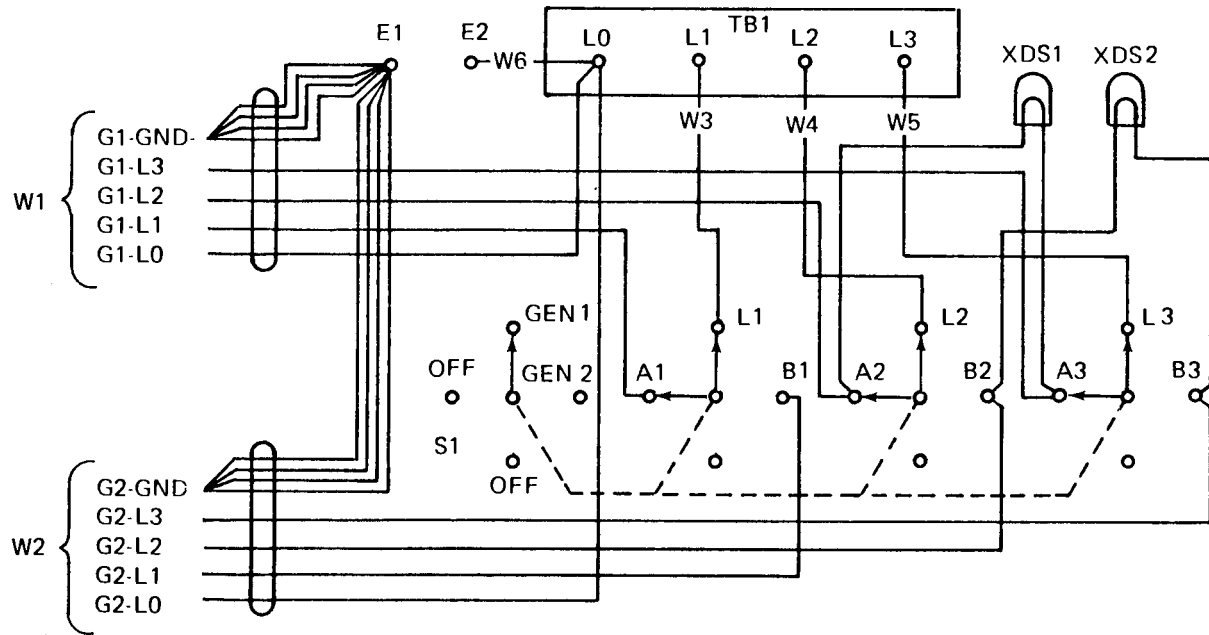 TB1
E1 E2 W6 L0 L1 L2 L3 XDS1 XDS2
W3 W4 W5
W1
G1-GND-
G1-L3
G1-L2
G1-L1
G1-L0
GEN 1 L1 L2 L3
OFF GEN 2 A1 B1 A2 B2 A3 B3
S1
OFF
W2
G2-GND
G2-L3
G2-L2
G2-L1
G2-L0